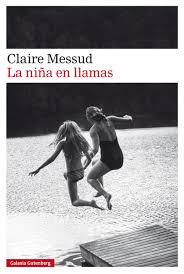 Claire Messud
La niña en llamas
Galaxia Gutenberg